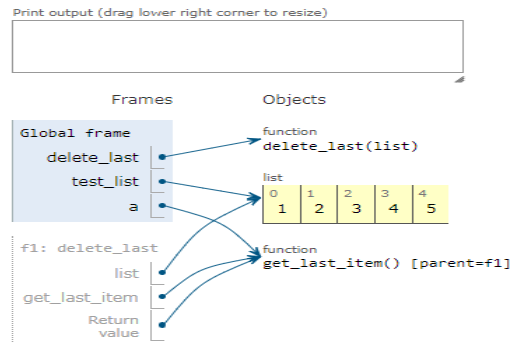 Print output (drag lower right corner to resize)
Frames
Objects
Global frame
delete_last
test_list
a
function
delete_last(list)
list
0 1 2 3 4
1 2 3 4 5
function
get_last_item() [parent=f1]
f1: delete_last
list
get_last_item
Return
value